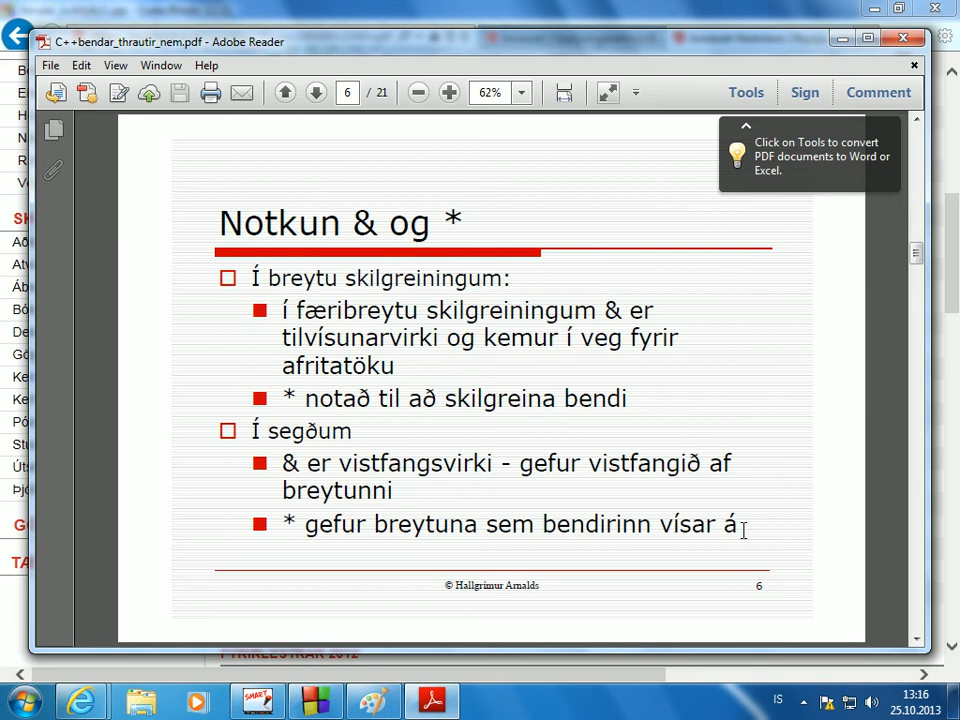 C++bendar_thrautir_nem.pdf - Adobe Reader
File Edit View Window Help
6 / 21 62% Tools Sign Comment
Click on Tools to convert
PDF documents to Word or
Excel.
Notkun & og *
Í breytu skilgreiningum:
í færibreytu skilgreiningum & er
tilvísunarvirki og kemur í veg fyrir
afritatöku
* notað til að skilgreina bendi
Í segðum
& er vistfangsvirki - gefur vistfangið af
breytunni
* gefur breytuna sem bendirinn vísar á
© Hallgrímur Arnalds 6
IS 13:16
25.10.2013